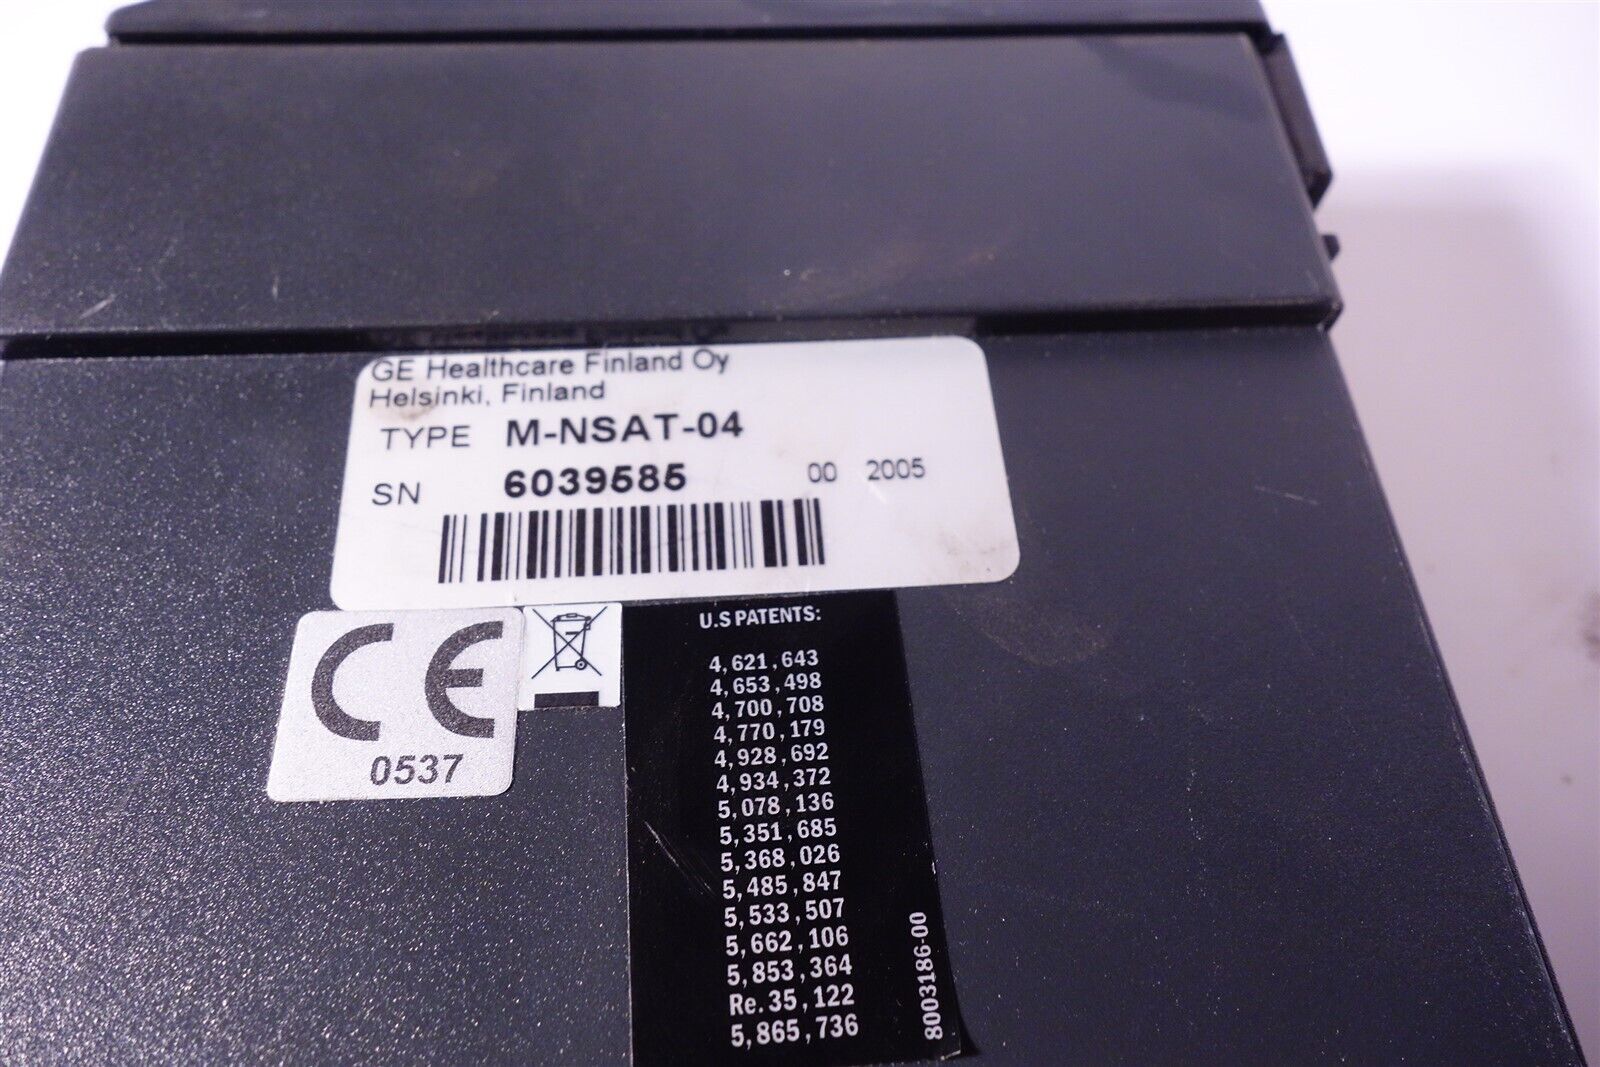 GE Healthcare Finland Oy
Helsinki, Finland
TYPE M-NSAT-04
SN 6039585 00 2005
CE
0537
U.S PATENTS:
4,621,643
4,653,498
4,700,708
4,770,179
4,928,692
4,934,372
5,078,136
5,351,685
5,368,026
5,485,847
5,533,507
5,662,106
5,853,364
Re.35,122
5,865,736
8003186-00